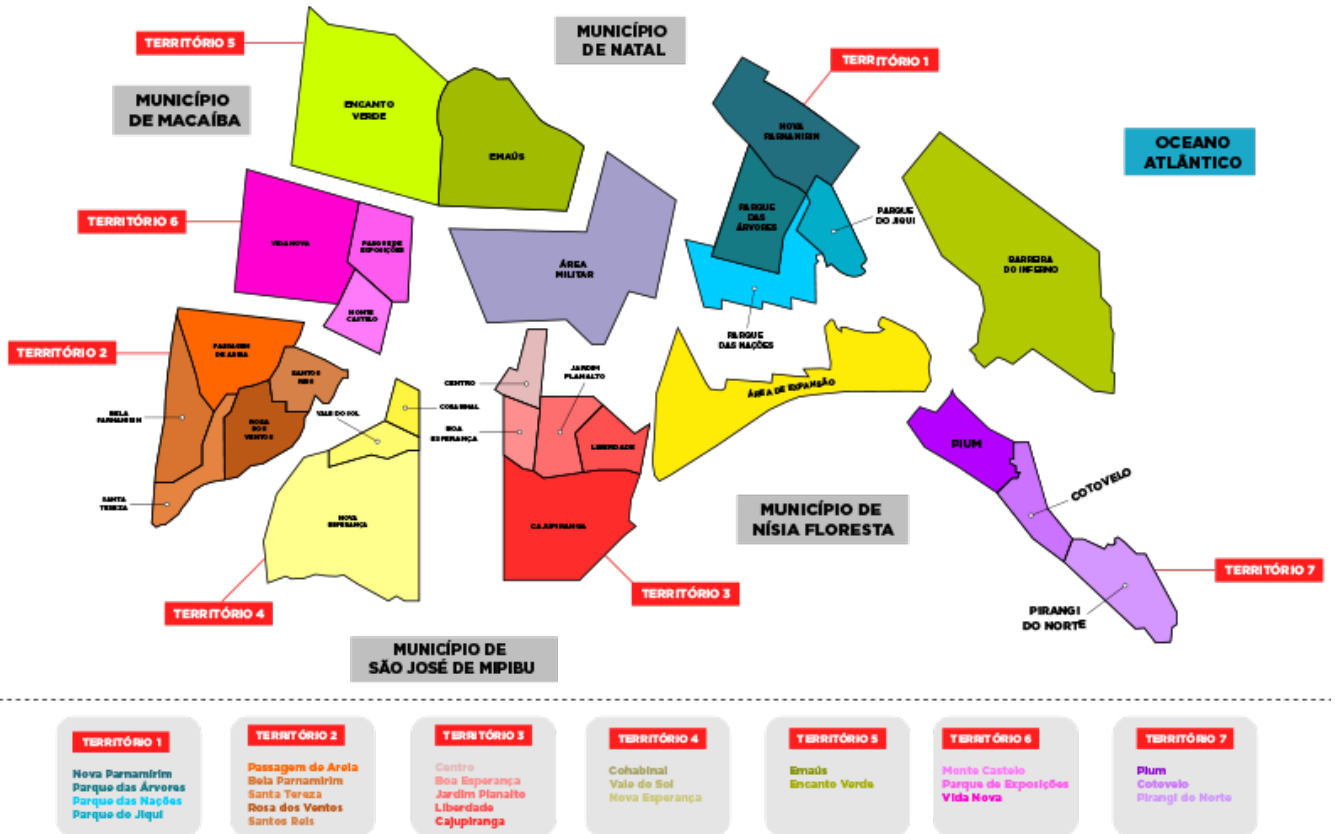 TERRITÓRIO 5
MUNICÍPIO
DE NATAL
TERRITÓRIO 1
MUNICÍPIO
DE MACAÍBA
ENCANTO
VERDE
EMAÚS
NOVA
PARNAMIRIM
OCEANO
ATLÂNTICO
TERRITÓRIO 6
VIDA NOVA
PARQUE DE
EXPOSIÇÕES
MONTE
CASTELO
ÁREA
MILITAR
PARQUE
DAS
ÁRVORES
PARQUE
DO JIQUI
PARQUE
DAS NAÇÕES
BARREIRA
DO INFERNO
TERRITÓRIO 2
PASSAGEM
DE AREIA
SANTOS
REIS
BELA
PARNAMIRIM
ROSA
DOS
VENTOS
SANTA
TEREZA
VALE DO SOL
COHABINAL
NOVA
ESPERANÇA
TERRITÓRIO 4
CENTRO
JARDIM
PLANALTO
BOA
ESPERANÇA
LIBERDADE
CAJUPIRANGA
TERRITÓRIO 3
ÁREA DE EXPANSÃO
PIUM
COTOVELO
MUNICÍPIO DE
NÍSIA FLORESTA
TERRITÓRIO 7
PIRANGI
DO NORTE
MUNICÍPIO DE
SÃO JOSÉ DE MIPIBU
TERRITÓRIO 1
Nova Parnamirim
Parque das Árvores
Parque das Nações
Parque do Jiqui
TERRITÓRIO 2
Passagem de Areia
Bela Parnamirim
Santa Tereza
Rosa dos Ventos
Santos Reis
TERRITÓRIO 3
Centro
Boa Esperança
Jardim Planalto
Liberdade
Cajupiranga
TERRITÓRIO 4
Cohabinal
Vale do Sol
Nova Esperança
TERRITÓRIO 5
Emaús
Encanto Verde
TERRITÓRIO 6
Monte Castelo
Parque de Exposições
Vida Nova
TERRITÓRIO 7
Pium
Cotovelo
Pirangi do Norte